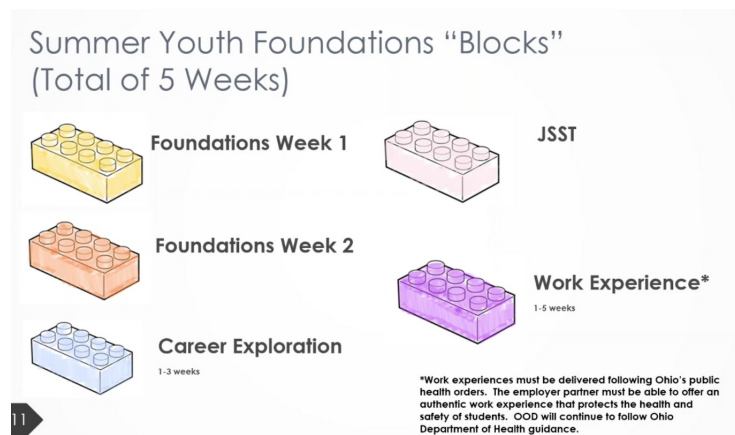 Summer Youth Foundations “Blocks”
(Total of 5 Weeks)
Foundations Week 1
Foundations Week 2
Career Exploration
1-3 weeks
JSST
Work Experience*
1-5 weeks
*Work experiences must be delivered following Ohio's public
health orders. The employer partner must be able to offer an
authentic work experience that protects the health and
safety of students. OOD will continue to follow Ohio
Department of Health guidance.
11